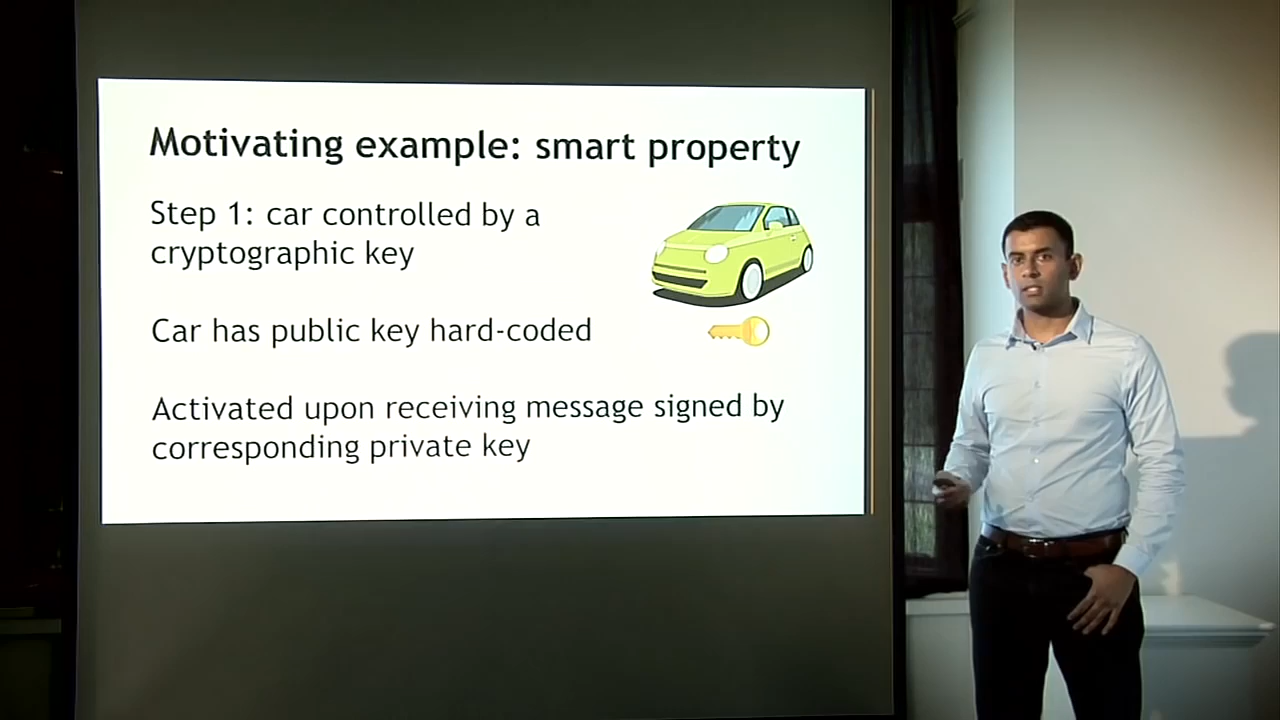 Motivating example: smart property
Step 1: car controlled by a
cryptographic key
Car has public key hard-coded
Activated upon receiving message signed by
corresponding private key